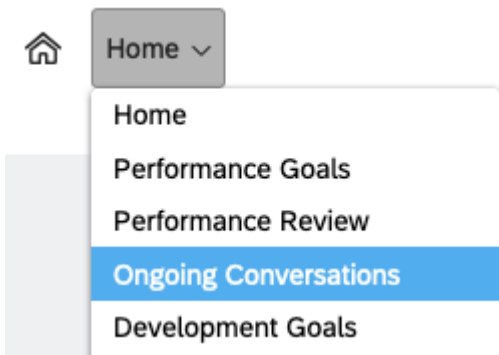 Home
Home
Performance Goals
Performance Review
Ongoing Conversations
Development Goals